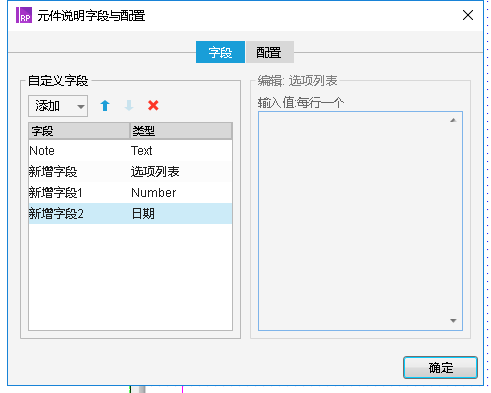 RP 元件说明字段与配置
字段 配置
自定义字段
添加
字段 类型
Note Text
新增字段 选项列表
新增字段1 Number
新增字段2 日期
编辑: 选项列表
输入值:每行一个
确定